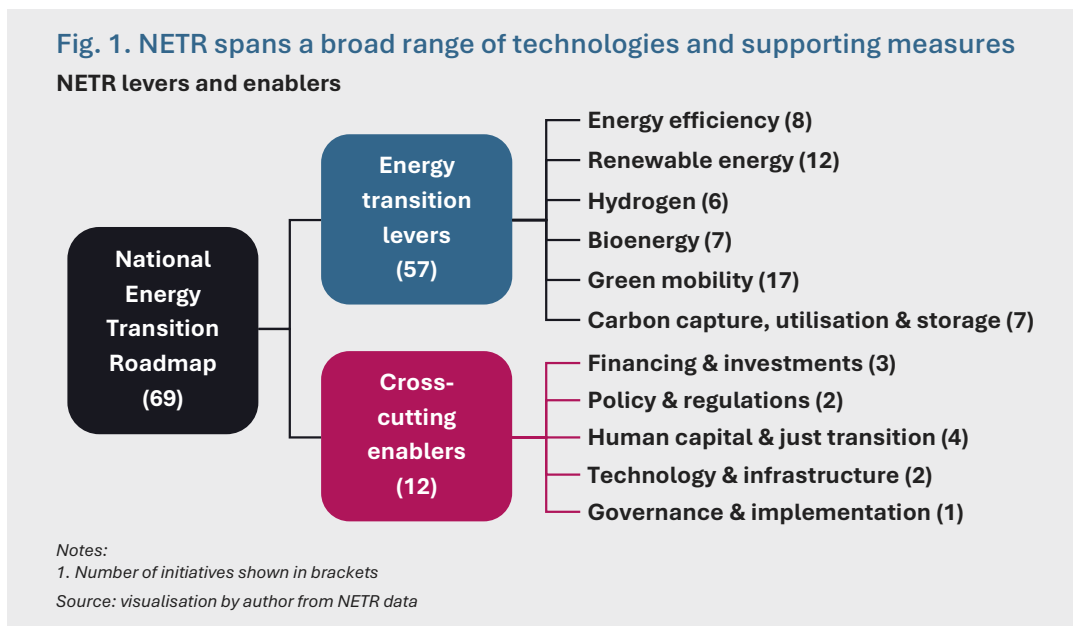 Fig. 1. NETR spans a broad range of technologies and supporting measures
NETR levers and enablers
National
Energy
Transition
Roadmap
(69)
Energy
transition
levers
(57)
Energy efficiency (8)
Renewable energy (12)
Hydrogen (6)
Bioenergy (7)
Green mobility (17)
Carbon capture, utilisation & storage (7)
Cross-
cutting
enablers
(12)
Financing & investments (3)
Policy & regulations (2)
Human capital & just transition (4)
Technology & infrastructure (2)
Governance & implementation (1)
Notes:
1. Number of initiatives shown in brackets
Source: visualisation by author from NETR data